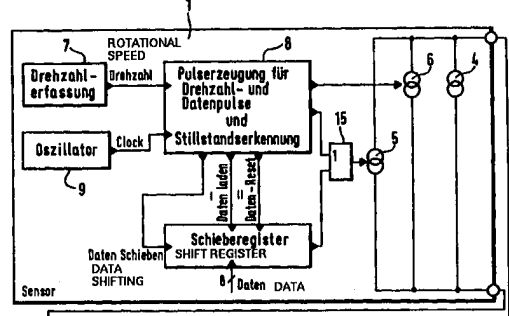 1
7
ROTATIONAL
SPEED
8
Drehzahl-
erfassung
Drehzahl
Pulserzeugung für
Drehzahl- und
Datenpulse
und
Stillstandserkennung
6
4
15
1
5
Oszillator
Clock
9
I
Daten laden
II
Daten-Reset
Schieberegister
SHIFT REGISTER
Daten Schieben
DATA
SHIFTING
8
Daten
DATA
Sensor